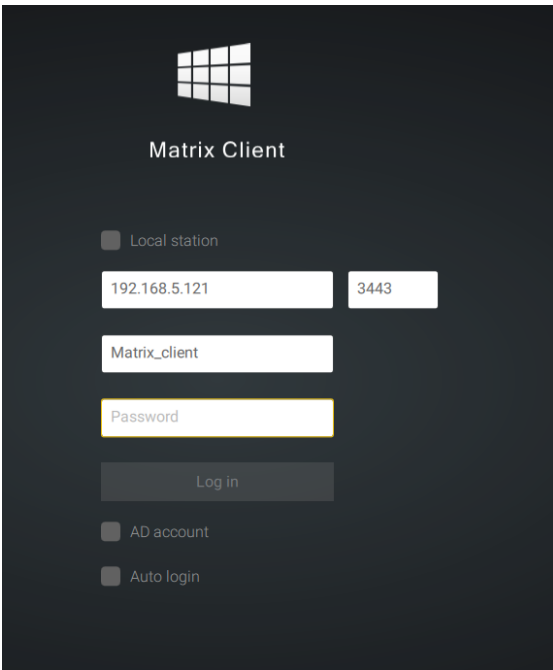 Matrix Client
Local station
192.168.5.121 3443
Matrix_client
Password
Log in
AD account
Auto login